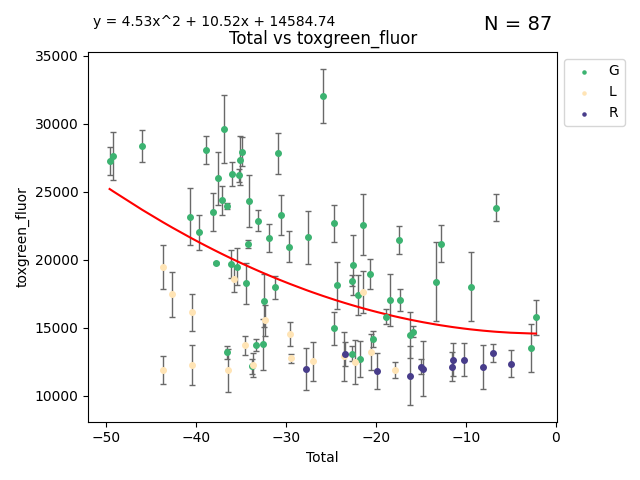 y = 4.53x^2 + 10.52x + 14584.74
N = 87
Total vs toxgreen_fluor
35000
30000
25000
20000
15000
10000
toxgreen_fluor
−50
−40
−30
−20
−10
0
Total
G
L
R